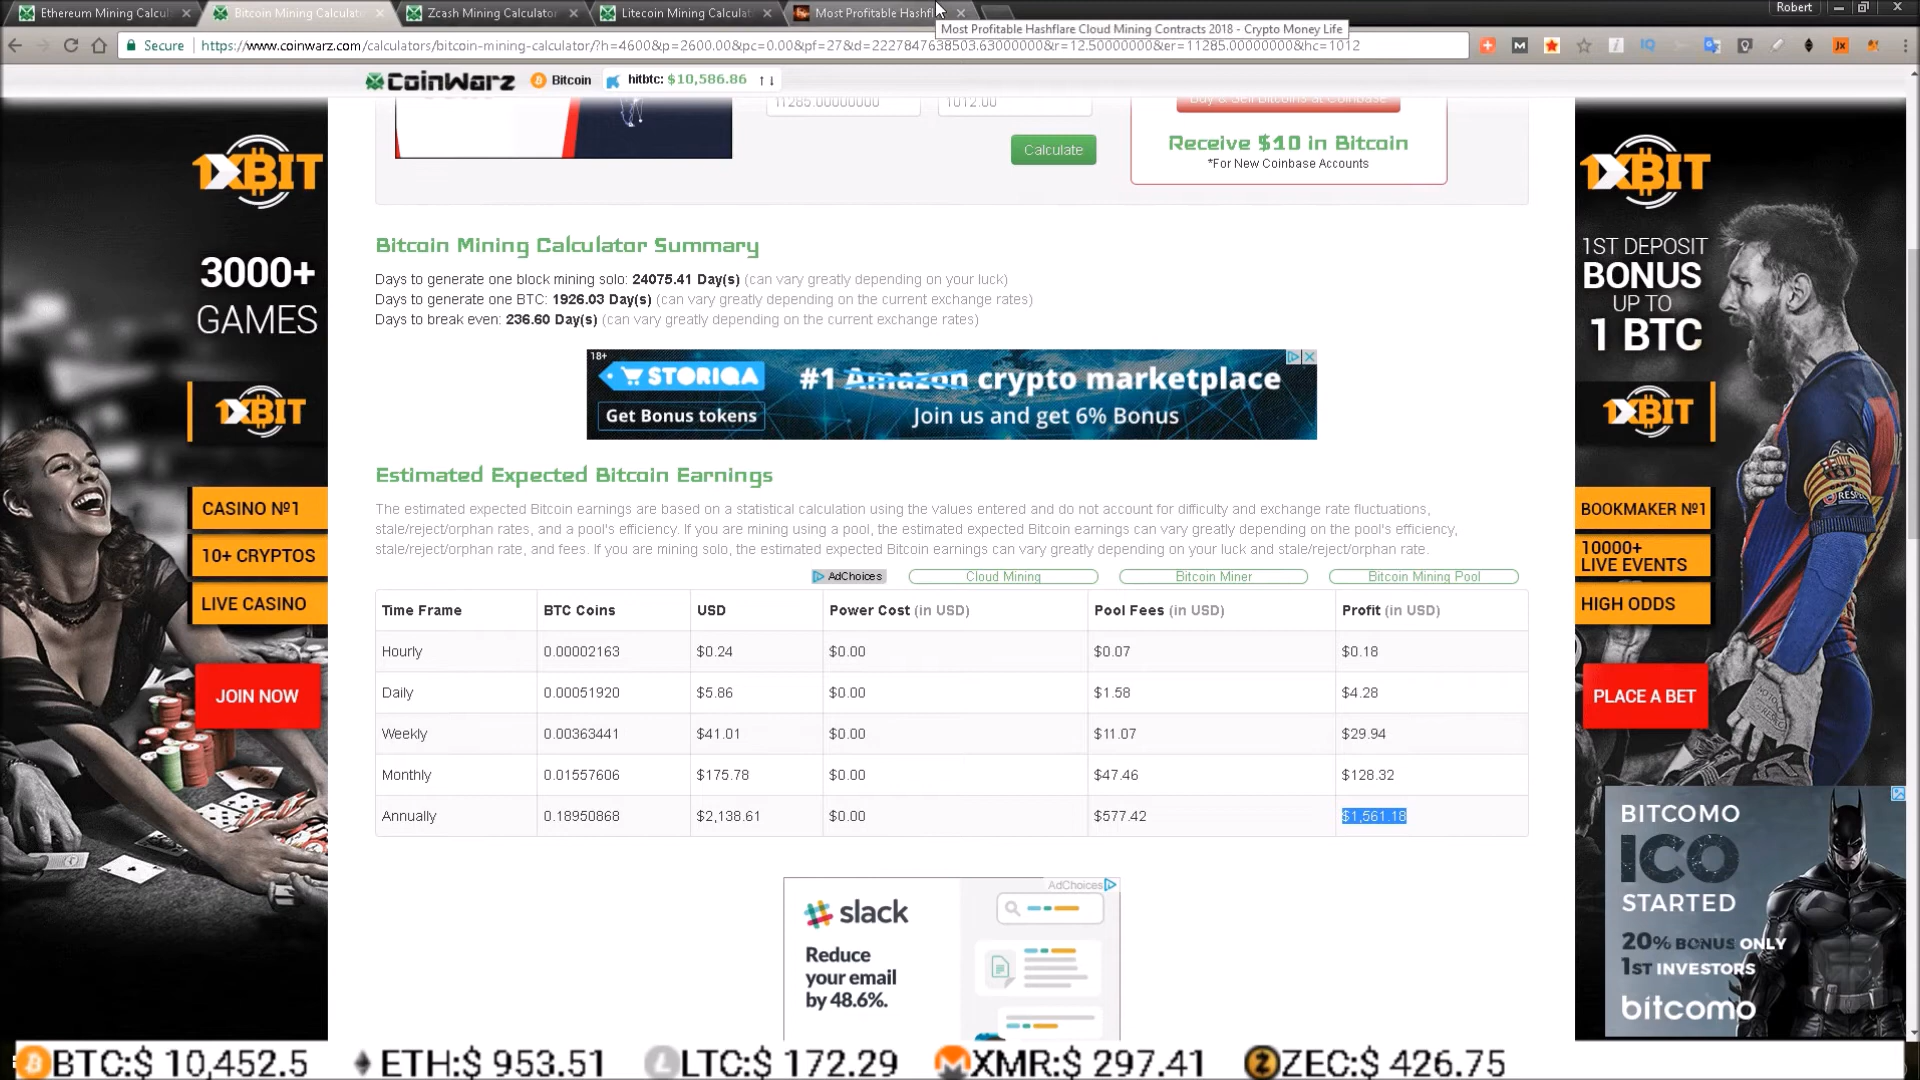 Ethereum Mining Calcul
Bitcoin Mining Calculat
Zcash Mining Calculator
Litecoin Mining Calculat
Most Profitable Hashfl
Robert
Most Profitable Hashflare Cloud Mining Contracts 2018 - Crypto Money Life
Secure
https://www.coinwarz.com/calculators/bitcoin-mining-calculator/?h=4600&p=2600.00&pc=0.00&pf=27&d=2227847638503.63000000&r=12.50000000&er=11285.00000000&hc=1012
CoinWarz
Bitcoin
hitbtc: $10,586.86 ↑↓
11285.00000000
1012.00
Buy & Sell Bitcoins at Coinbase
Calculate
Receive $10 in Bitcoin
*For New Coinbase Accounts
Bitcoin Mining Calculator Summary
Days to generate one block mining solo: 24075.41 Day(s) (can vary greatly depending on your luck)
Days to generate one BTC: 1926.03 Day(s) (can vary greatly depending on the current exchange rates)
Days to break even: 236.60 Day(s) (can vary greatly depending on the current exchange rates)
18+
STORIQA
#1 Amazon crypto marketplace
Get Bonus tokens
Join us and get 6% Bonus
Estimated Expected Bitcoin Earnings
The estimated expected Bitcoin earnings are based on a statistical calculation using the values entered and do not account for difficulty and exchange rate fluctuations,
stale/reject/orphan rates, and a pool's efficiency. If you are mining using a pool, the estimated expected Bitcoin earnings can vary greatly depending on the pool's efficiency,
stale/reject/orphan rate, and fees. If you are mining solo, the estimated expected Bitcoin earnings can vary greatly depending on your luck and stale/reject/orphan rate.
AdChoices
Cloud Mining
Bitcoin Miner
Bitcoin Mining Pool
Time Frame BTC Coins USD Power Cost (in USD) Pool Fees (in USD) Profit (in USD)
Hourly 0.00002163 $0.24 $0.00 $0.07 $0.18
Daily 0.00051920 $5.86 $0.00 $1.58 $4.28
Weekly 0.00363441 $41.01 $0.00 $11.07 $29.94
Monthly 0.01557606 $175.78 $0.00 $47.46 $128.32
Annually 0.18950868 $2,138.61 $0.00 $577.42 $1,561.18
AdChoices
slack
Reduce
your email
by 48.6%.
1XBIT
3000+
GAMES
1XBIT
CASINO №1
10+ CRYPTOS
LIVE CASINO
JOIN NOW
1XBIT
1ST DEPOSIT
BONUS
UP TO
1 BTC
1XBIT
BOOKMAKER №1
10000+
LIVE EVENTS
HIGH ODDS
PLACE A BET
RESPE
BITCOMO
ICO
STARTED
20% BONUS ONLY
1ST INVESTORS
bitcomo
BTC:$ 10,452.5
ETH:$ 953.51
LTC:$ 172.29
XMR:$ 297.41
ZEC:$ 426.75